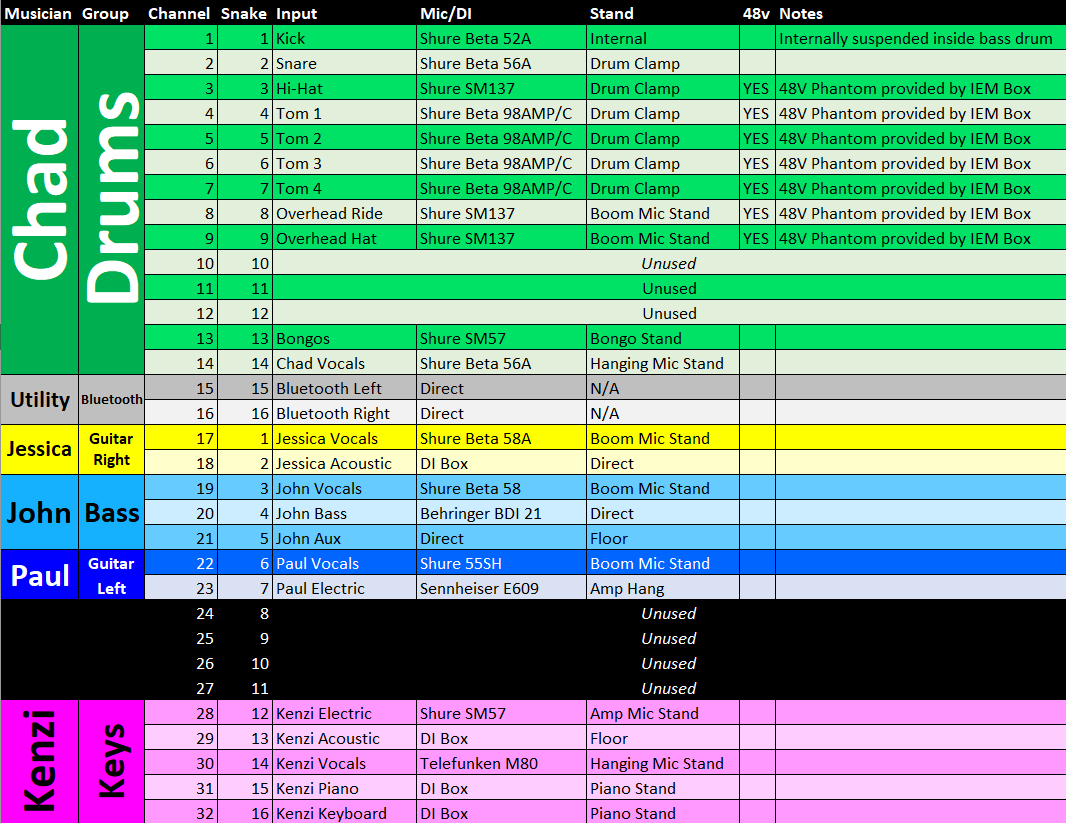 Musician Group Channel Snake Input Mic/DI Stand 48v Notes
Chad
Drums
1 1 Kick Shure Beta 52A Internal Internally suspended inside bass drum
2 2 Snare Shure Beta 56A Drum Clamp
3 3 Hi-Hat Shure SM137 Drum Clamp YES 48V Phantom provided by IEM Box
4 4 Tom 1 Shure Beta 98AMP/C Drum Clamp YES 48V Phantom provided by IEM Box
5 5 Tom 2 Shure Beta 98AMP/C Drum Clamp YES 48V Phantom provided by IEM Box
6 6 Tom 3 Shure Beta 98AMP/C Drum Clamp YES 48V Phantom provided by IEM Box
7 7 Tom 4 Shure Beta 98AMP/C Drum Clamp YES 48V Phantom provided by IEM Box
8 8 Overhead Ride Shure SM137 Boom Mic Stand YES 48V Phantom provided by IEM Box
9 9 Overhead Hat Shure SM137 Boom Mic Stand YES 48V Phantom provided by IEM Box
10 10 Unused
11 11 Unused
12 12 Unused
13 13 Bongos Shure SM57 Bongo Stand
14 14 Chad Vocals Shure Beta 56A Hanging Mic Stand
Utility
Bluetooth
15 15 Bluetooth Left Direct N/A
16 16 Bluetooth Right Direct N/A
Jessica
Guitar
Right
17 1 Jessica Vocals Shure Beta 58A Boom Mic Stand
18 2 Jessica Acoustic DI Box Direct
John
Bass
19 3 John Vocals Shure Beta 58 Boom Mic Stand
20 4 John Bass Behringer BDI 21 Direct
21 5 John Aux Direct Floor
Paul
Guitar
Left
22 6 Paul Vocals Shure 55SH Boom Mic Stand
23 7 Paul Electric Sennheiser E609 Amp Hang
24 8 Unused
25 9 Unused
26 10 Unused
27 11 Unused
Kenzi
Keys
28 12 Kenzi Electric Shure SM57 Amp Mic Stand
29 13 Kenzi Acoustic DI Box Floor
30 14 Kenzi Vocals Telefunken M80 Hanging Mic Stand
31 15 Kenzi Piano DI Box Piano Stand
32 16 Kenzi Keyboard DI Box Piano Stand